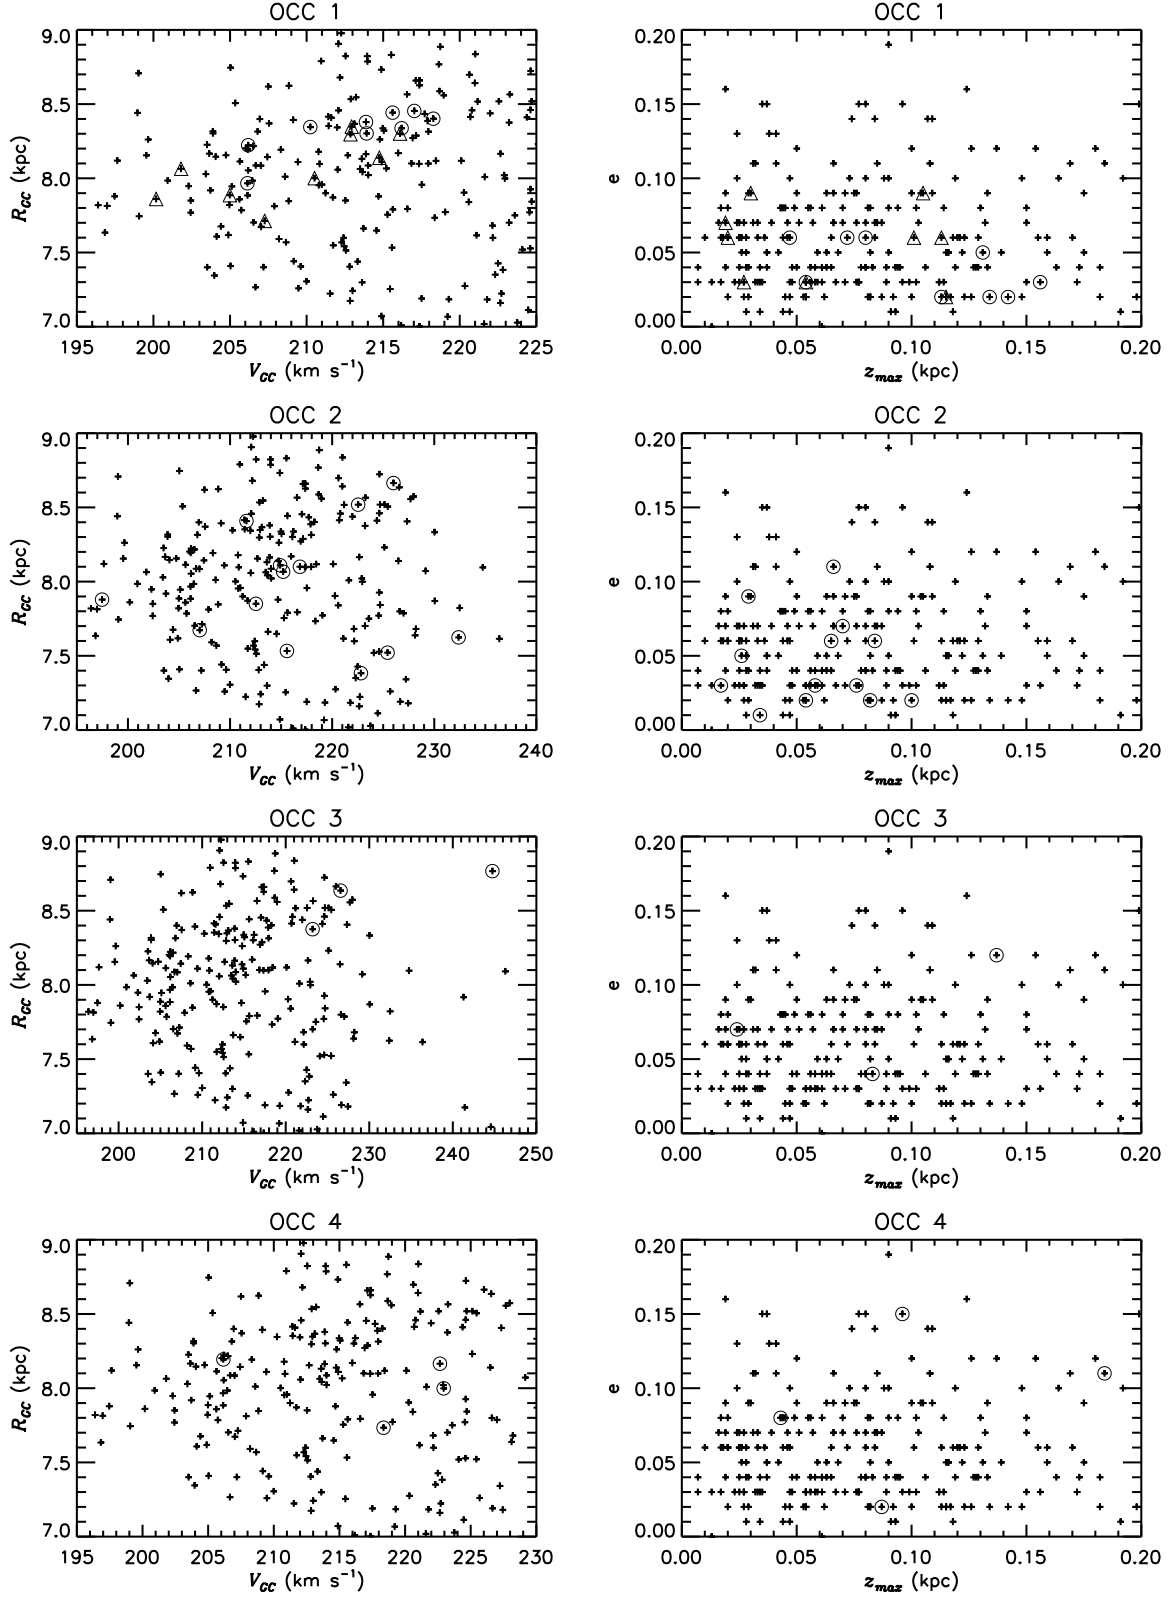 OCC 1
9.0
8.5
8.0
7.5
7.0
R_GC (kpc)
195 200 205 210 215 220 225
V_GC (km s⁻¹)
OCC 1
0.20
0.15
0.10
0.05
0.00
e
0.00 0.05 0.10 0.15 0.20
z_max (kpc)
OCC 2
9.0
8.5
8.0
7.5
7.0
R_GC (kpc)
200 210 220 230 240
V_GC (km s⁻¹)
OCC 2
0.20
0.15
0.10
0.05
0.00
e
0.00 0.05 0.10 0.15 0.20
z_max (kpc)
OCC 3
9.0
8.5
8.0
7.5
7.0
R_GC (kpc)
200 210 220 230 240 250
V_GC (km s⁻¹)
OCC 3
0.20
0.15
0.10
0.05
0.00
e
0.00 0.05 0.10 0.15 0.20
z_max (kpc)
OCC 4
9.0
8.5
8.0
7.5
7.0
R_GC (kpc)
195 200 205 210 215 220 225 230
V_GC (km s⁻¹)
OCC 4
0.20
0.15
0.10
0.05
0.00
e
0.00 0.05 0.10 0.15 0.20
z_max (kpc)